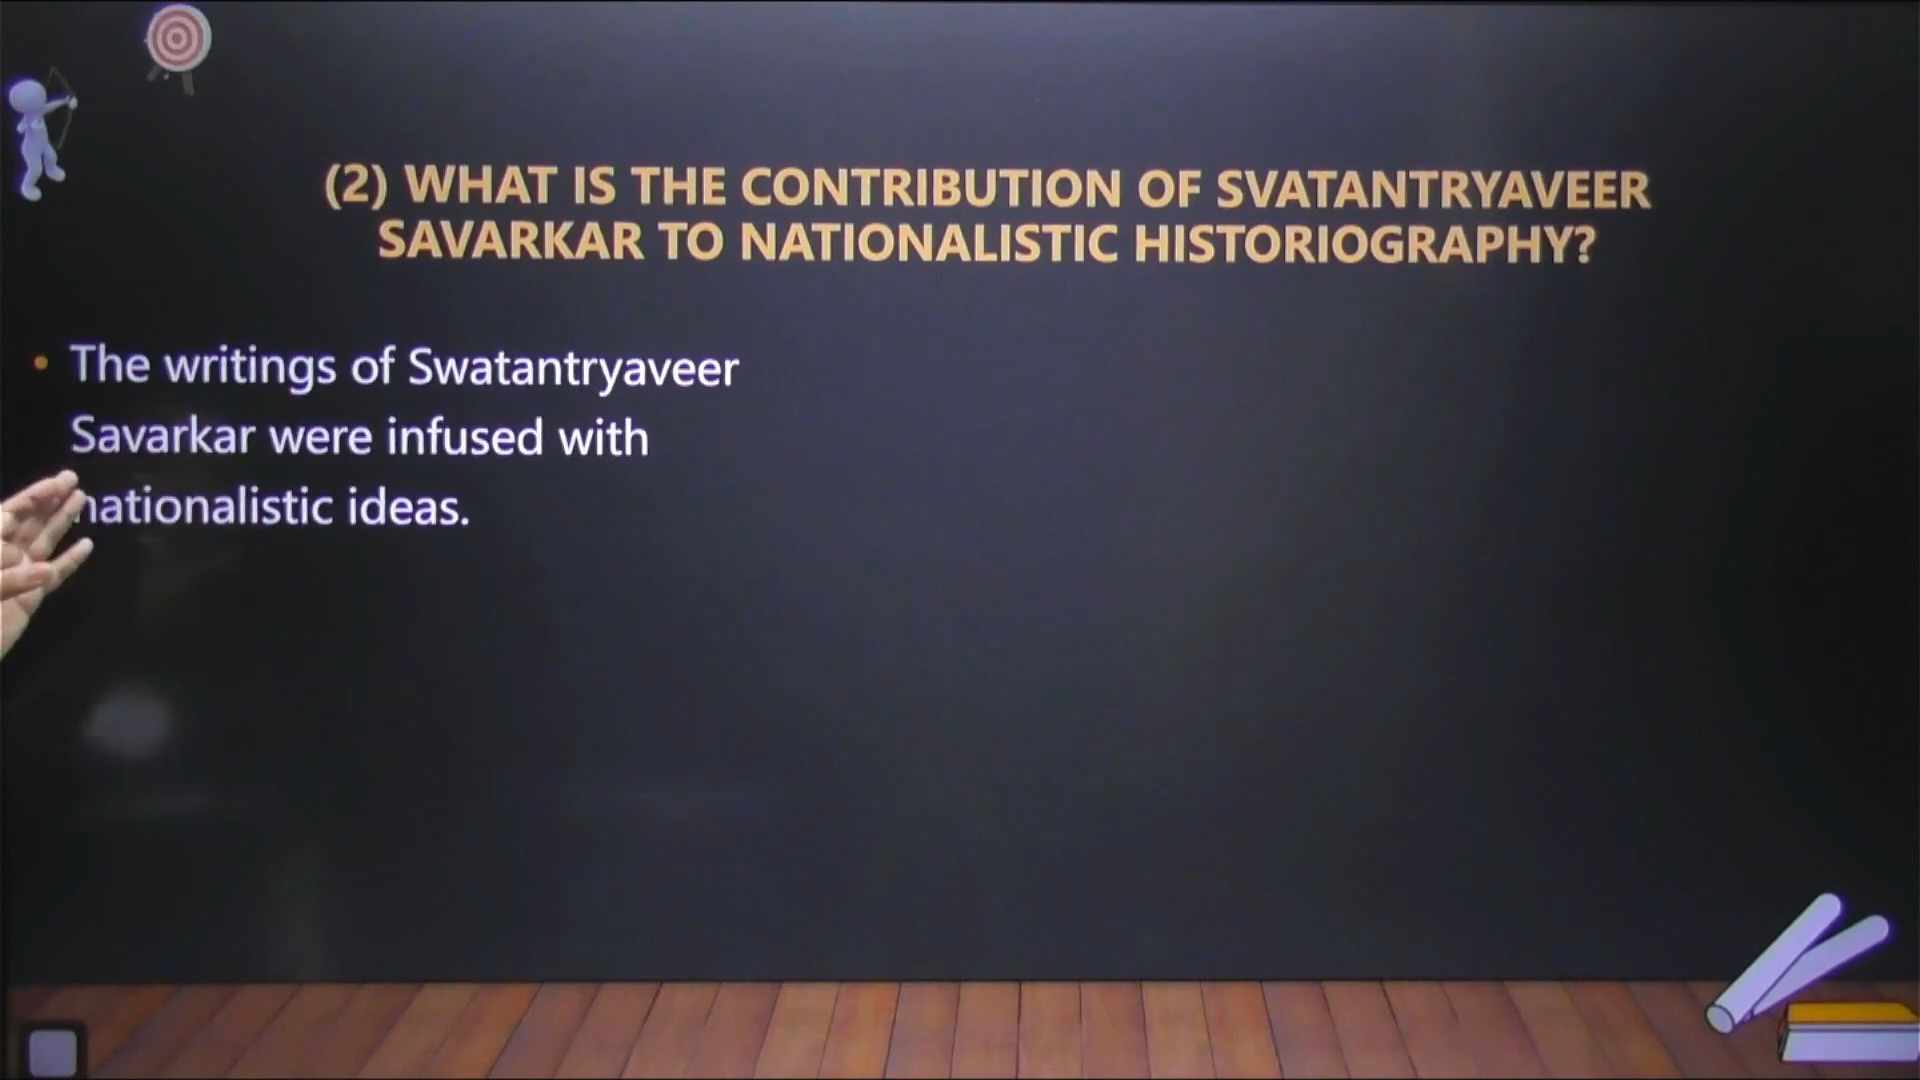 (2) WHAT IS THE CONTRIBUTION OF SVATANTRYAVEER
SAVARKAR TO NATIONALISTIC HISTORIOGRAPHY?
• The writings of Swatantryaveer
Savarkar were infused with
nationalistic ideas.